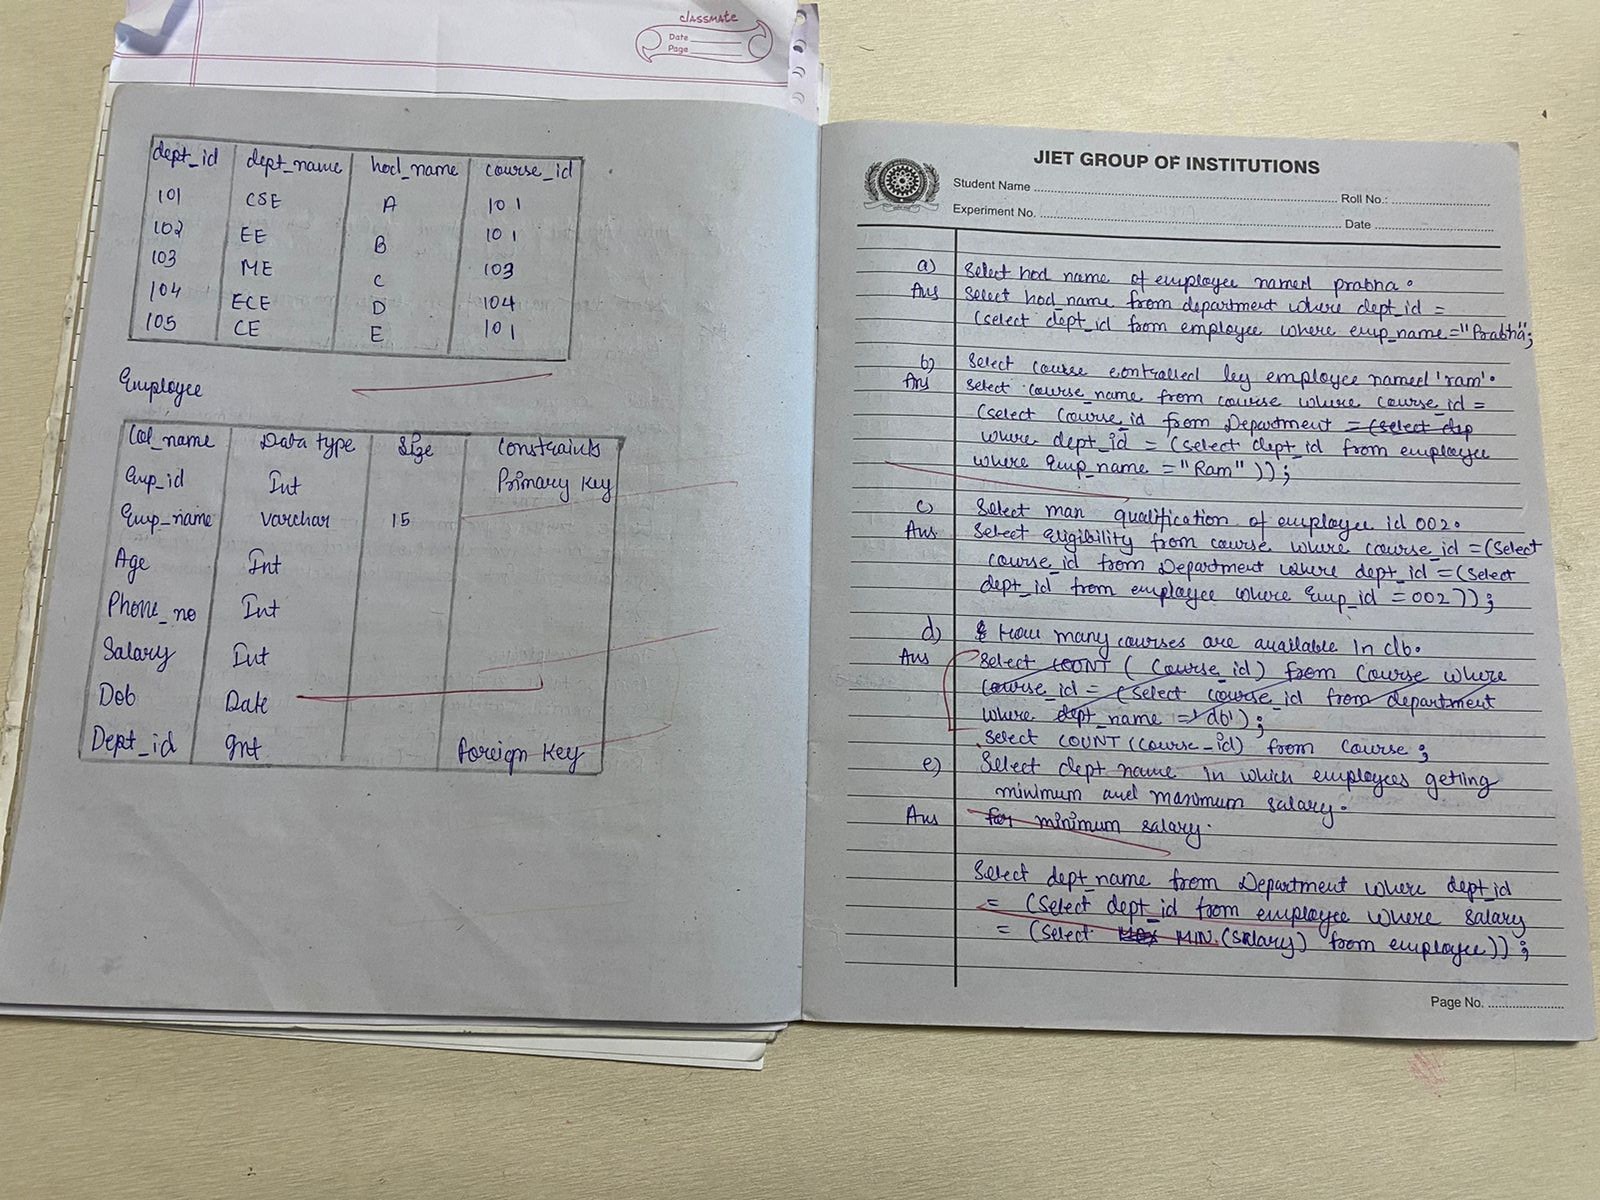 classmate
Date
Page
dept_id dept_name hod_name course_id
101 CSE A 101
102 EE B 101
103 ME C 103
104 ECE D 104
105 CE E 101
Employee
Col_name Data type Size Constraints
Emp_id Int Primary Key
Emp_name Varchar 15
Age Int
Phone_no Int
Salary Int
Dob Date
Dept_id Int Foreign Key
JIET GROUP OF INSTITUTIONS
Student Name Roll No.:
Experiment No. Date
a) Select hod name of employee named prabha.
Ans Select hod_name from department where dept_id =
(select dept_id from employee where emp_name="Prabha";
b) Select course controlled by employee named 'ram'.
Ans Select course_name from course where course_id =
(select course_id from Department = (select dep
where dept_id = (select dept_id from employee
where Emp_name = "Ram"));
c) Select man qualification of employee id 002.
Ans Select eligibility from course where course_id =(Select
course_id from Department where dept_id =(Select
dept_id from employee where Emp_id = 002));
d) How many courses are available in db.
Ans Select COUNT (Course_id) from Course where
Course_id = (Select course_id from department
where dept_name = 'db');
Select COUNT (Course_id) from Course;
e) Select dept name in which employees getting
minimum and maximum salary.
Ans for minimum salary.
Select dept_name from Department where dept_id
= (Select dept_id from employee where salary
= (Select MIN.(Salary) from employee));
Page No.